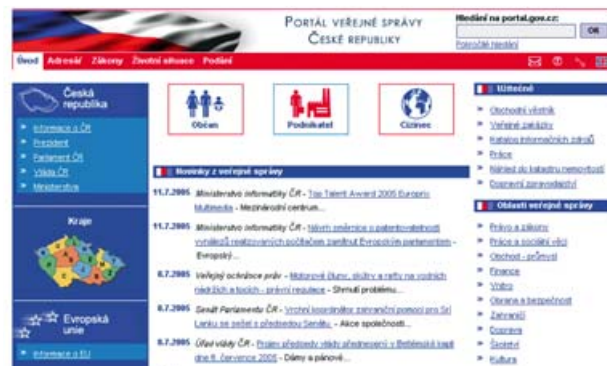 PORTÁL VEŘEJNÉ SPRÁVY
ČESKÉ REPUBLIKY
Hledání na portal.gov.cz:
OK
Pokročilé hledání
Úvod Adresář Zákony Životní situace Podání
Česká
republika
Informace o ČR
Prezident
Parlament ČR
Vláda ČR
Ministerstva
Kraje
Evropská
unie
Informace o EU
Občan
Podnikatel
Cizinec
Novinky z veřejné správy
11.7.2005 Ministerstvo informatiky ČR - Top Talent Award 2005 Europrix
Multimedia - Mezinárodní centrum...
11.7.2005 Ministerstvo informatiky ČR - Návrh směrnice o patentovatelnosti
vynálezů realizovaných počítačem zamítnut Evropským parlamentem -
Evropský...
8.7.2005 Veřejný ochránce práv - Motorové čluny, skútry a rafty na vodních
nádržích a tocích - právní regulace - Shrnutí problému...
8.7.2005 Senát Parlamentu ČR - Vrchní koordinátor zahraniční pomoci pro Srí
Lanku se sešel s předsedou Senátu. - Akce společnosti...
8.7.2005 Úřad vlády ČR - Projev předsedy vlády přednesený v Betlémské kapli
dne 6. července 2005 - Dámy a pánové...
Užitečné
Obchodní věstník
Veřejné zakázky
Katalog informačních zdrojů
Práce
Náhled do katastru nemovitostí
Dopravní zpravodajství
Oblasti veřejné správy
Právo a zákony
Práce a sociální věci
Obchod - průmysl
Finance
Vnitro
Obrana a bezpečnost
Zahraničí
Doprava
Školství
Kultura